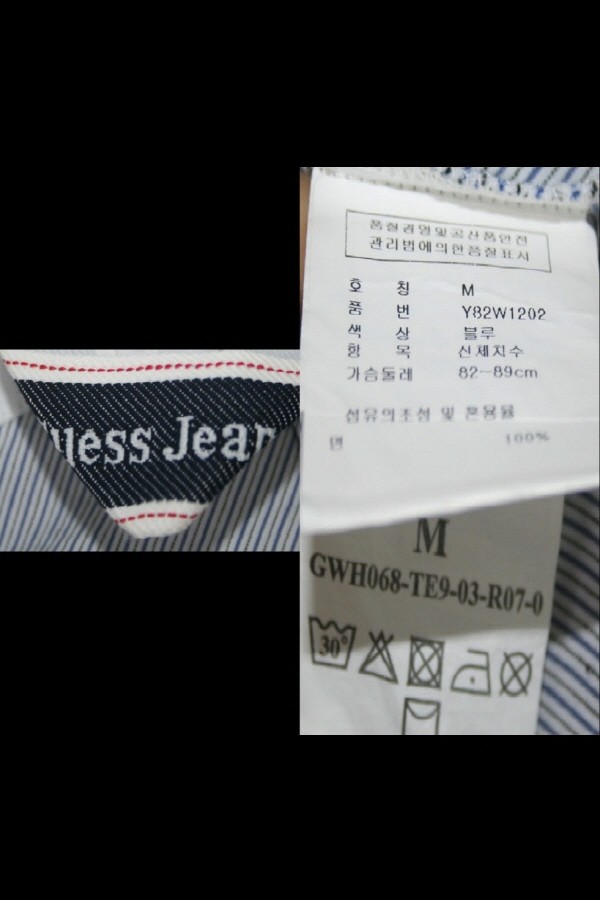 uess Jean
품질경영및공산품안전
관리법에의한품질표시
호 칭 M
품 번 Y82W1202
색 상 블루
항 목 신체치수
가슴둘레 82-89cm
섬유의조성 및 혼용율
면 100%
M
GWH068-TE9-03-R07-0
30°